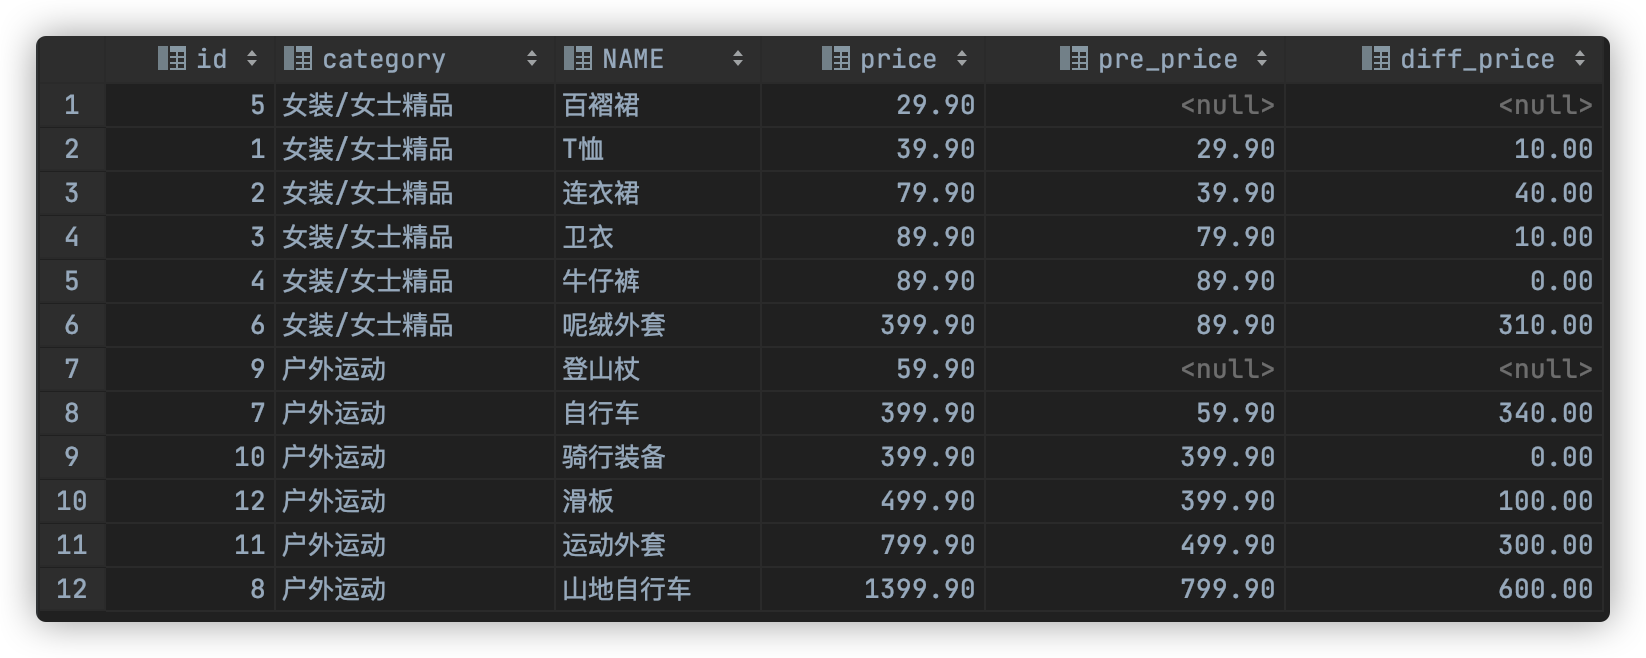 id category NAME price pre_price diff_price
1 5 女装/女士精品 百褶裙 29.90 <null> <null>
2 1 女装/女士精品 T恤 39.90 29.90 10.00
3 2 女装/女士精品 连衣裙 79.90 39.90 40.00
4 3 女装/女士精品 卫衣 89.90 79.90 10.00
5 4 女装/女士精品 牛仔裤 89.90 89.90 0.00
6 6 女装/女士精品 呢绒外套 399.90 89.90 310.00
7 9 户外运动 登山杖 59.90 <null> <null>
8 7 户外运动 自行车 399.90 59.90 340.00
9 10 户外运动 骑行装备 399.90 399.90 0.00
10 12 户外运动 滑板 499.90 399.90 100.00
11 11 户外运动 运动外套 799.90 499.90 300.00
12 8 户外运动 山地自行车 1399.90 799.90 600.00